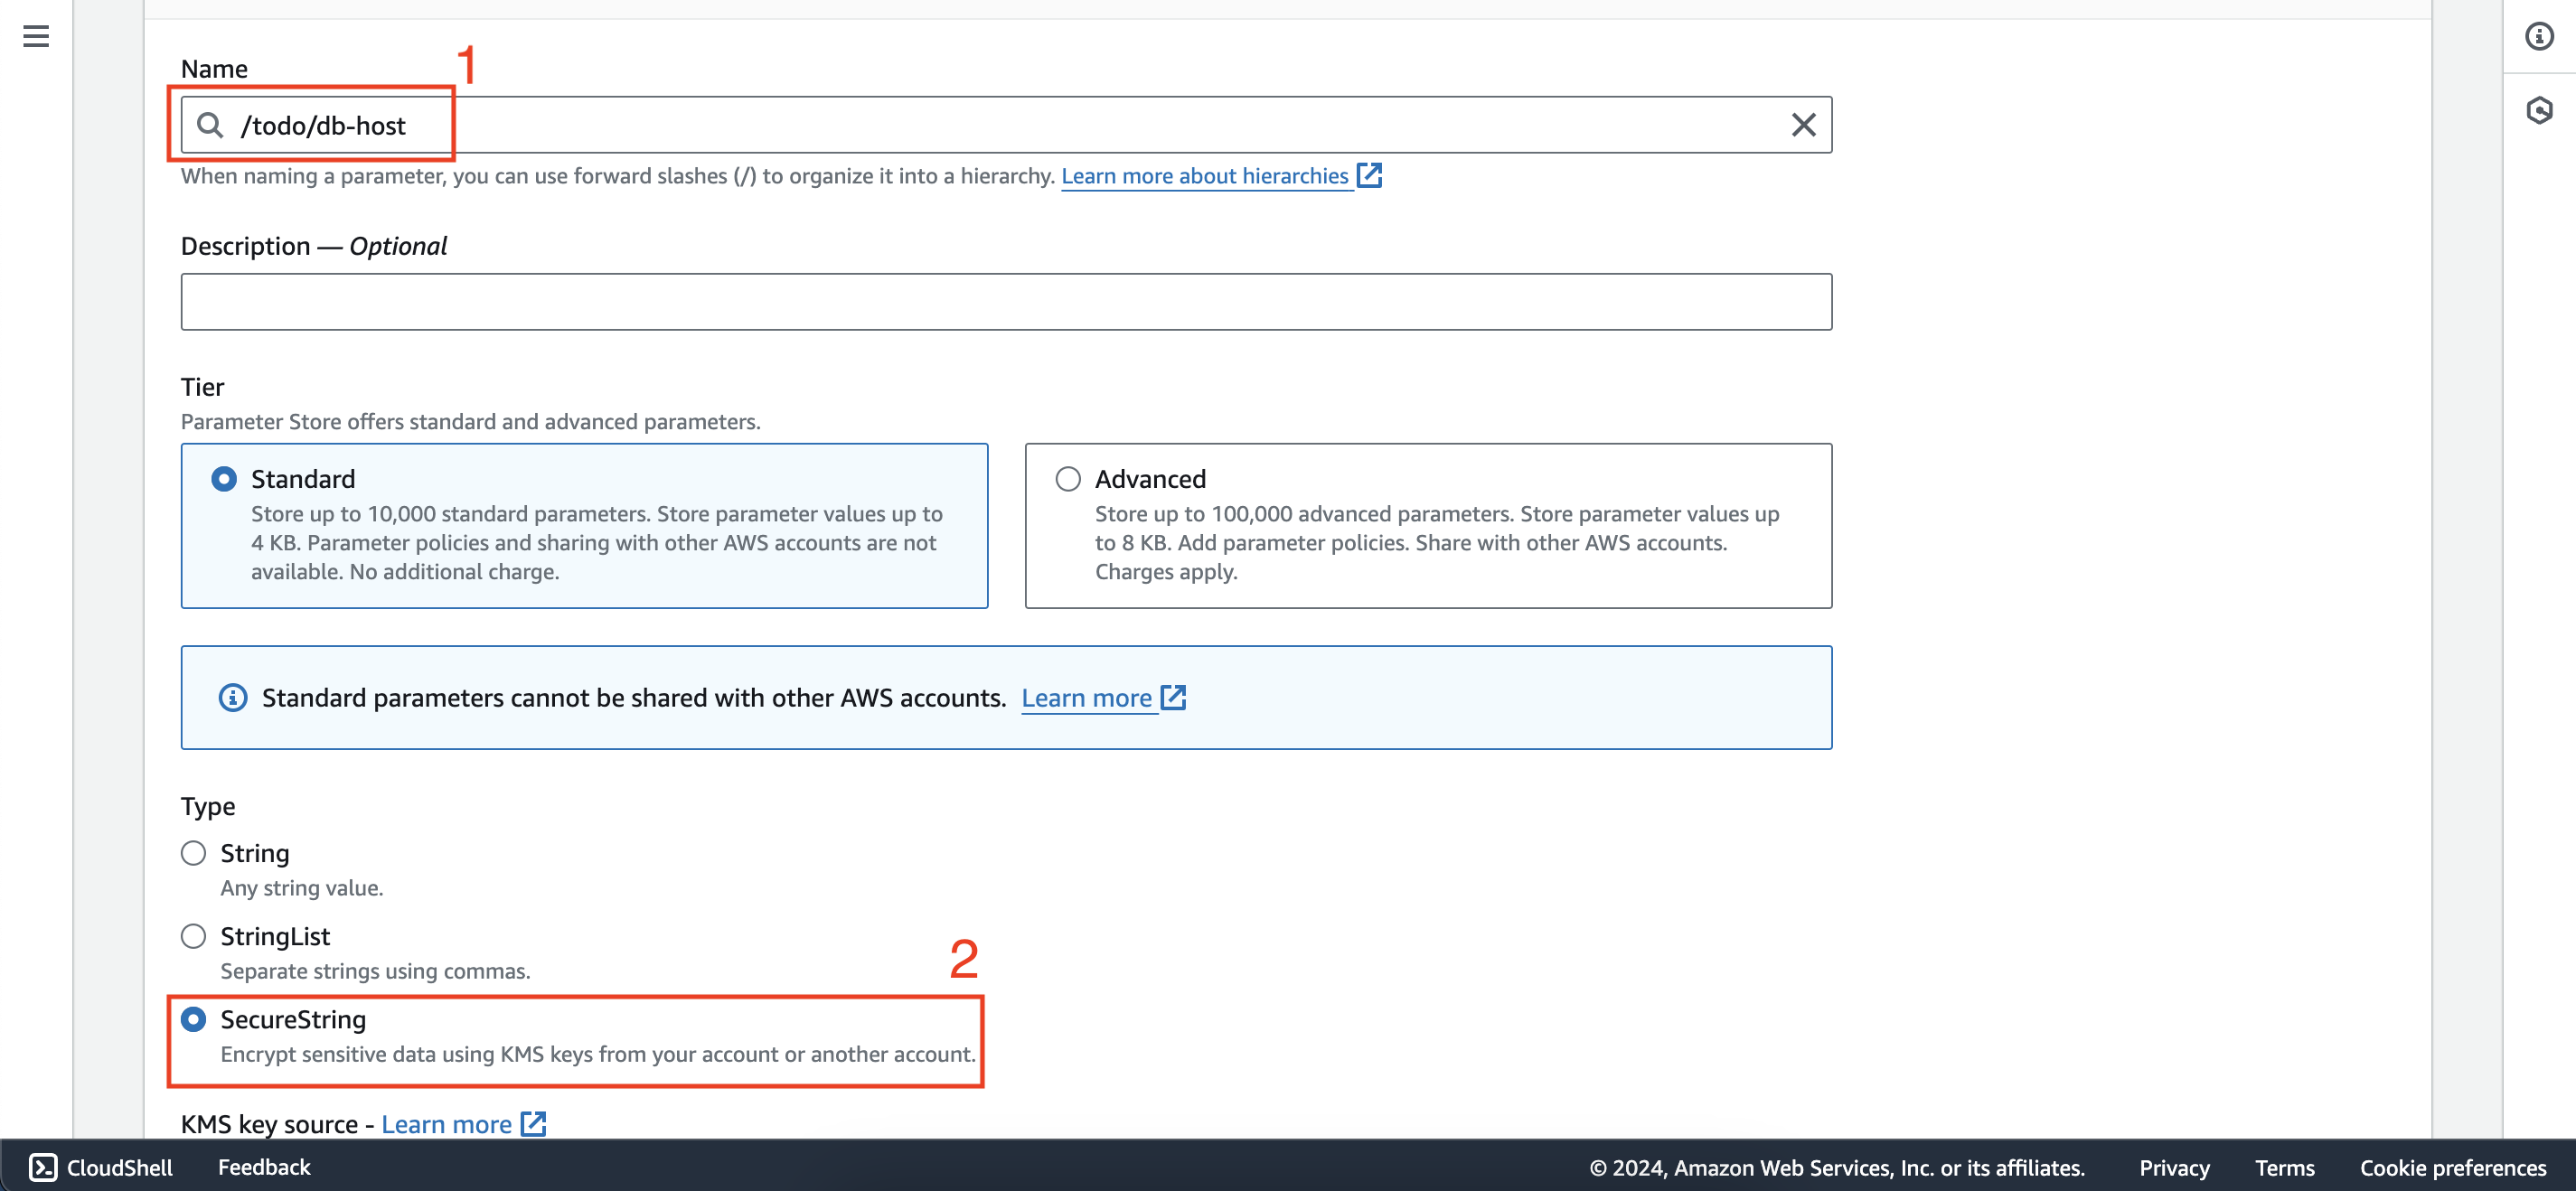 Name
1
/todo/db-host
When naming a parameter, you can use forward slashes (/) to organize it into a hierarchy. Learn more about hierarchies
Description — Optional
Tier
Parameter Store offers standard and advanced parameters.
Standard
Store up to 10,000 standard parameters. Store parameter values up to
4 KB. Parameter policies and sharing with other AWS accounts are not
available. No additional charge.
Advanced
Store up to 100,000 advanced parameters. Store parameter values up
to 8 KB. Add parameter policies. Share with other AWS accounts.
Charges apply.
Standard parameters cannot be shared with other AWS accounts. Learn more
Type
String
Any string value.
StringList
Separate strings using commas.
2
SecureString
Encrypt sensitive data using KMS keys from your account or another account.
KMS key source - Learn more
CloudShell Feedback © 2024, Amazon Web Services, Inc. or its affiliates. Privacy Terms Cookie preferences